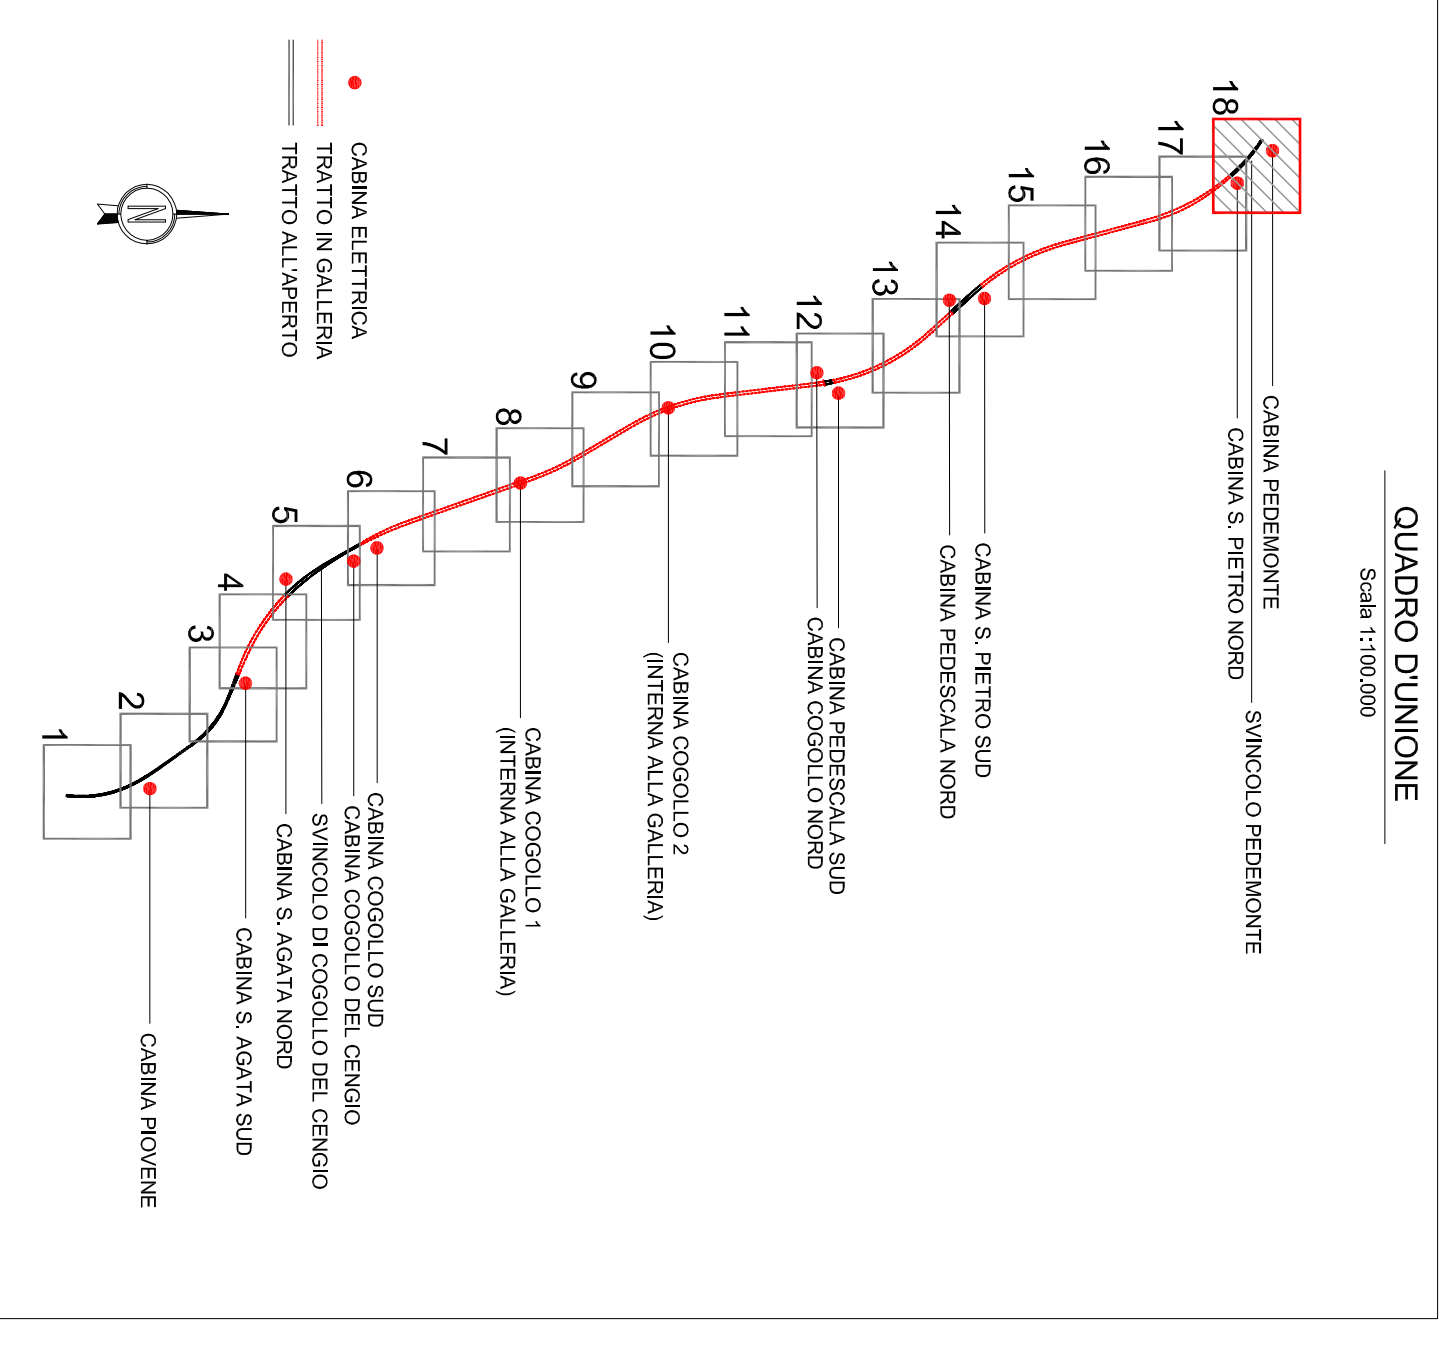 QUADRO D'UNIONE
Scala 1:100.000
18
17
16
15
14
13
12
11
10
9
8
7
6
5
4
3
2
1
CABINA PEDEMONTE
SVINCOLO PEDEMONTE
CABINA S. PIETRO NORD
CABINA S. PIETRO SUD
CABINA PEDESCALA NORD
CABINA PEDESCALA SUD
CABINA COGOLLO NORD
CABINA COGOLLO 2
(INTERNA ALLA GALLERIA)
CABINA COGOLLO 1
(INTERNA ALLA GALLERIA)
CABINA COGOLLO SUD
CABINA COGOLLO DEL CENGIO
SVINCOLO DI COGOLLO DEL CENGIO
CABINA S. AGATA NORD
CABINA S. AGATA SUD
CABINA PIOVENE
CABINA ELETTRICA
TRATTO IN GALLERIA
TRATTO ALL'APERTO
N